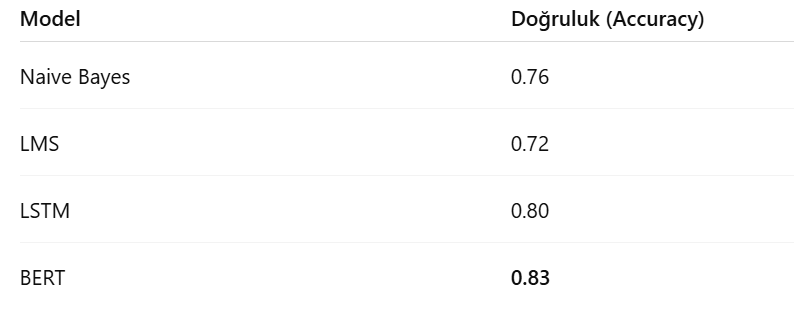 Model Doğruluk (Accuracy)
Naive Bayes 0.76
LMS 0.72
LSTM 0.80
BERT 0.83